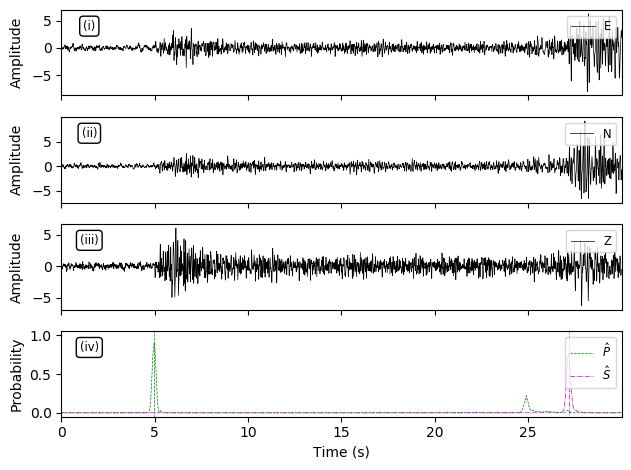 Amplitude
5
0
−5
(i)
E
Amplitude
5
0
−5
(ii)
N
Amplitude
5
0
−5
(iii)
Z
Probability
1.0
0.5
0.0
(iv)
P̂
Ŝ
0 5 10 15 20 25
Time (s)